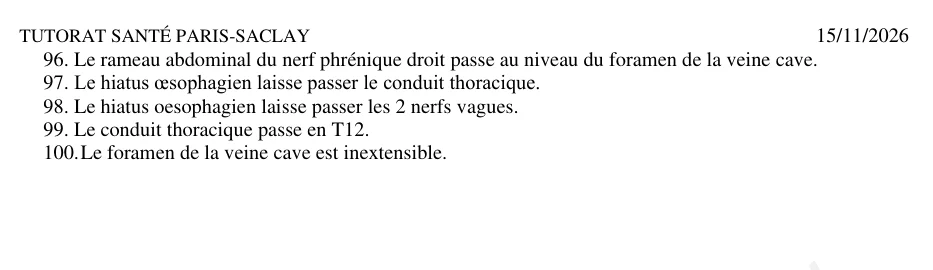 TUTORAT SANTÉ PARIS-SACLAY 15/11/2026
96. Le rameau abdominal du nerf phrénique droit passe au niveau du foramen de la veine cave.
97. Le hiatus œsophagien laisse passer le conduit thoracique.
98. Le hiatus oesophagien laisse passer les 2 nerfs vagues.
99. Le conduit thoracique passe en T12.
100.Le foramen de la veine cave est inextensible.